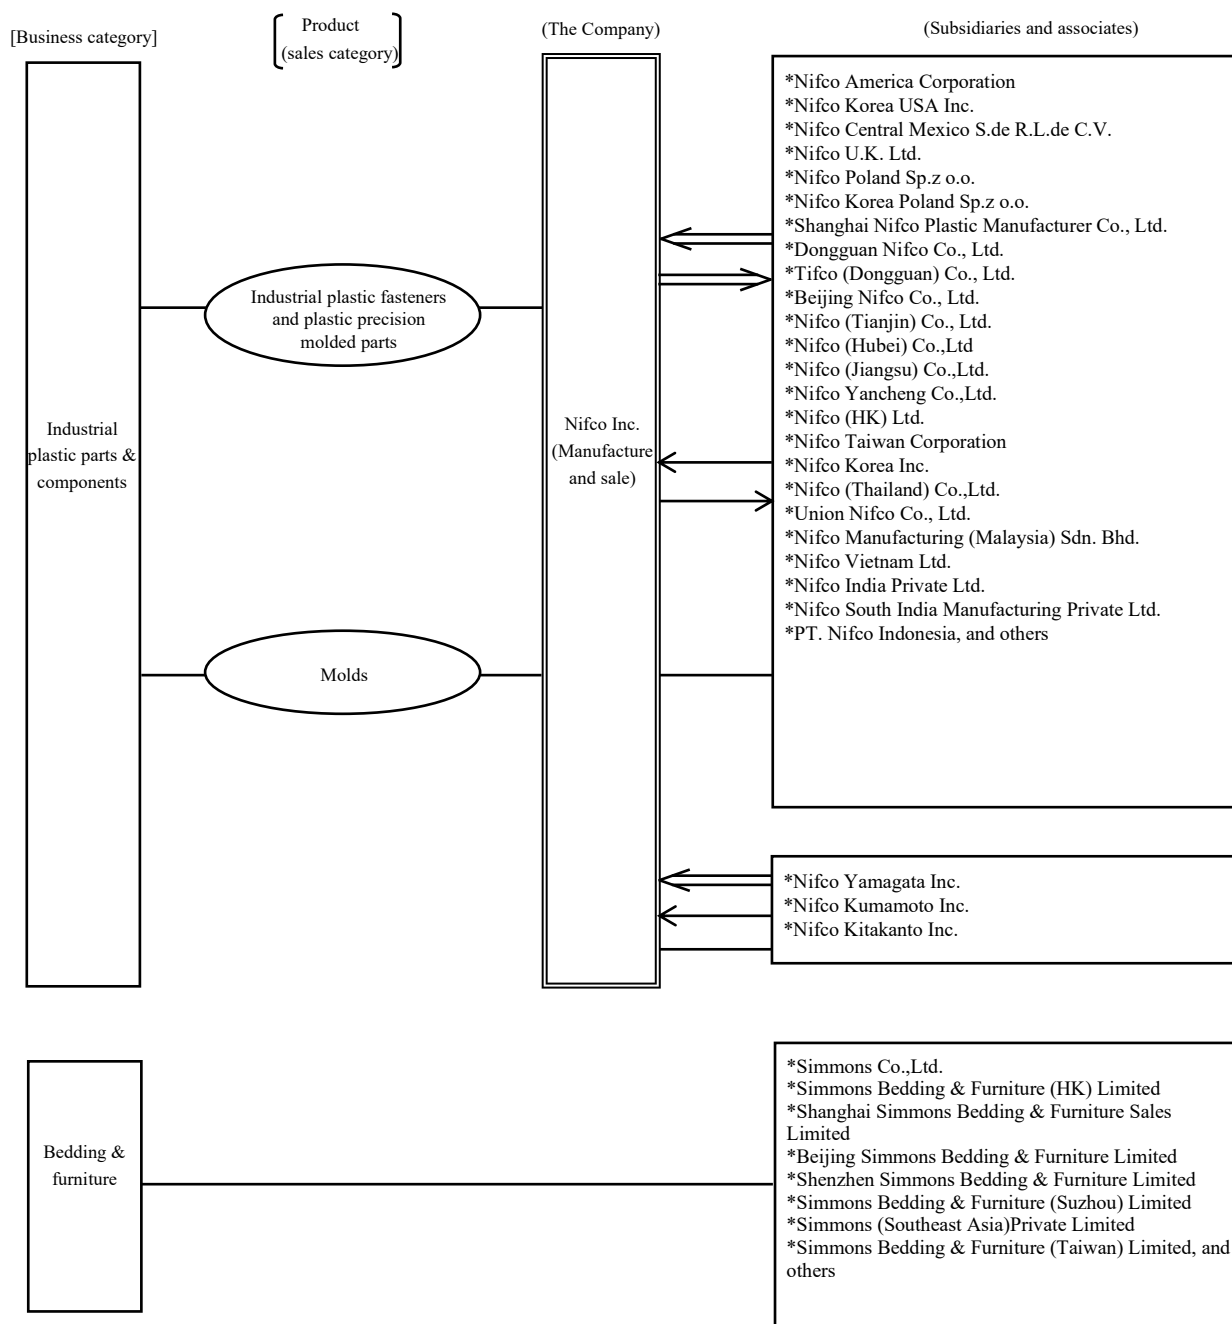 [Business category]
Product
(sales category)
(The Company)
(Subsidiaries and associates)
Industrial
plastic parts &
components
Industrial plastic fasteners
and plastic precision
molded parts
Molds
Nifco Inc.
(Manufacture
and sale)
*Nifco America Corporation
*Nifco Korea USA Inc.
*Nifco Central Mexico S.de R.L.de C.V.
*Nifco U.K. Ltd.
*Nifco Poland Sp.z o.o.
*Nifco Korea Poland Sp.z o.o.
*Shanghai Nifco Plastic Manufacturer Co., Ltd.
*Dongguan Nifco Co., Ltd.
*Tifco (Dongguan) Co., Ltd.
*Beijing Nifco Co., Ltd.
*Nifco (Tianjin) Co., Ltd.
*Nifco (Hubei) Co.,Ltd
*Nifco (Jiangsu) Co.,Ltd.
*Nifco Yancheng Co.,Ltd.
*Nifco (HK) Ltd.
*Nifco Taiwan Corporation
*Nifco Korea Inc.
*Nifco (Thailand) Co.,Ltd.
*Union Nifco Co., Ltd.
*Nifco Manufacturing (Malaysia) Sdn. Bhd.
*Nifco Vietnam Ltd.
*Nifco India Private Ltd.
*Nifco South India Manufacturing Private Ltd.
*PT. Nifco Indonesia, and others
*Nifco Yamagata Inc.
*Nifco Kumamoto Inc.
*Nifco Kitakanto Inc.
Bedding &
furniture
*Simmons Co.,Ltd.
*Simmons Bedding & Furniture (HK) Limited
*Shanghai Simmons Bedding & Furniture Sales
Limited
*Beijing Simmons Bedding & Furniture Limited
*Shenzhen Simmons Bedding & Furniture Limited
*Simmons Bedding & Furniture (Suzhou) Limited
*Simmons (Southeast Asia)Private Limited
*Simmons Bedding & Furniture (Taiwan) Limited, and
others